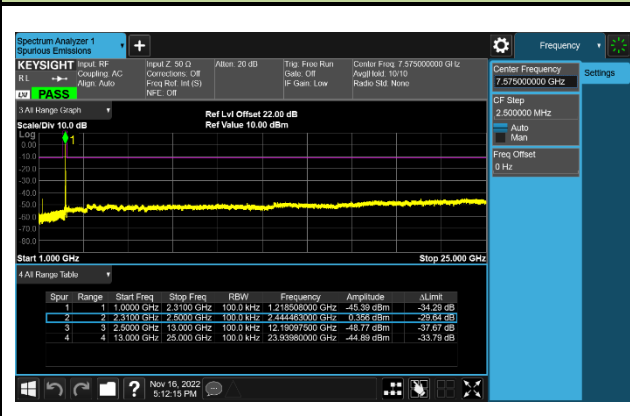 Spectrum Analyzer 1
Spurious Emissions
Frequency
KEYSIGHT Input: RF Input Z: 50 Ω Atten: 20 dB Trig: Free Run Center Freq: 7.575000000 GHz
RL Coupling: AC Corrections: Off Gate: Off Avg|Hold: 10/10
Align: Auto Freq Ref: Int (S) IF Gain: Low Radio Std: None
NFE: Off
PASS
Center Frequency
7.575000000 GHz
Settings
CF Step
2.500000 MHz
Auto
Man
Freq Offset
0 Hz
3 All Range Graph
Ref Lvl Offset 22.00 dB
Scale/Div 10.0 dB Ref Value 10.00 dBm
Log
1
0.00
-10.0
-20.0
-30.0
-40.0
-50.0
-60.0
-70.0
-80.0
Start 1.000 GHz Stop 25.000 GHz
4 All Range Table
Spur Range Start Freq Stop Freq RBW Frequency Amplitude ΔLimit
1 1 1.0000 GHz 2.3100 GHz 100.0 kHz 1.218508000 GHz -45.39 dBm -34.29 dB
2 2 2.3100 GHz 2.5000 GHz 100.0 kHz 2.444463000 GHz 0.356 dBm -29.64 dB
3 3 2.5000 GHz 13.000 GHz 100.0 kHz 12.19097500 GHz -48.77 dBm -37.67 dB
4 4 13.000 GHz 25.000 GHz 100.0 kHz 23.93980000 GHz -44.89 dBm -33.79 dB
Nov 16, 2022
5:12:15 PM